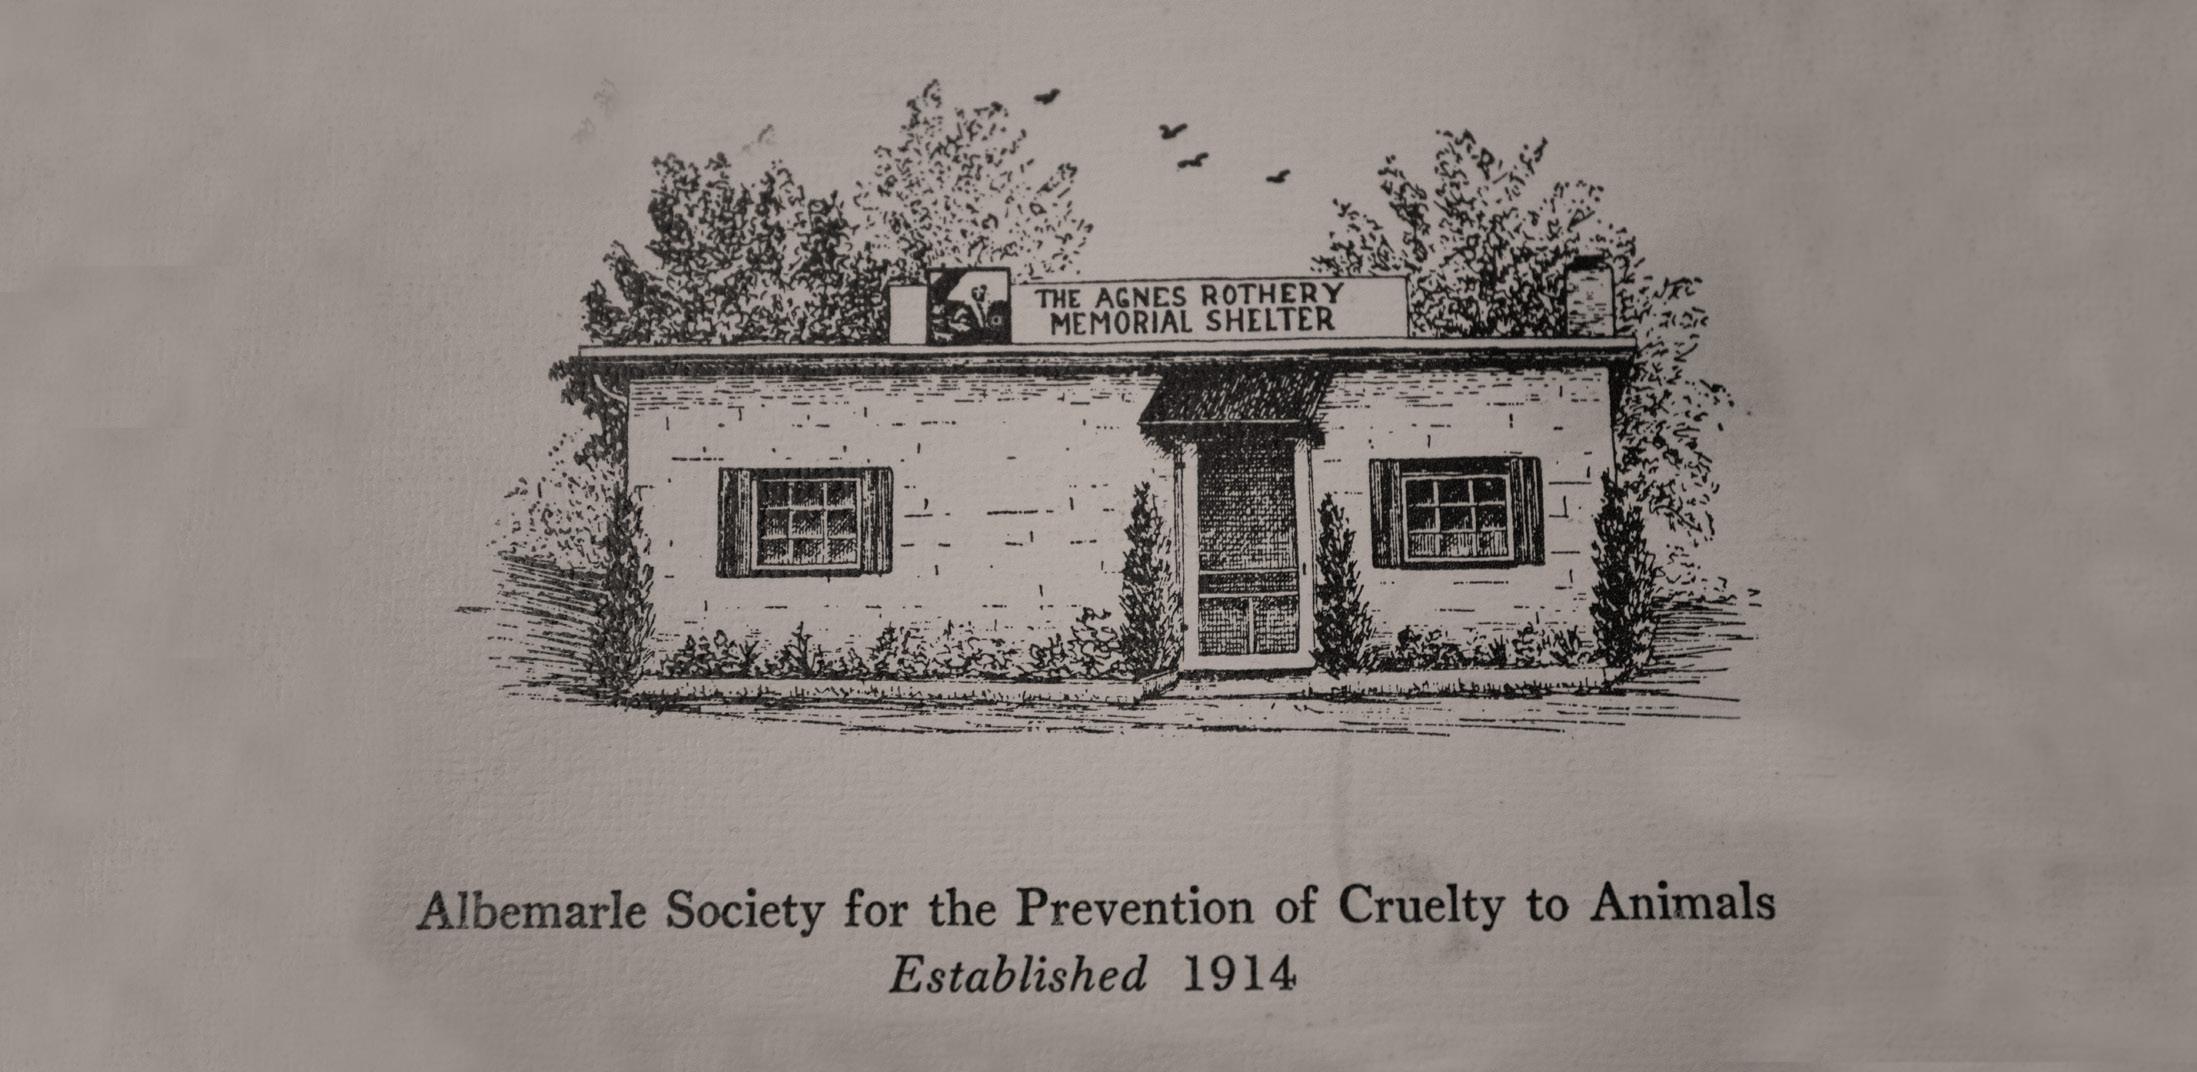 THE AGNES ROTHERY
MEMORIAL SHELTER
Albemarle Society for the Prevention of Cruelty to Animals
Established 1914